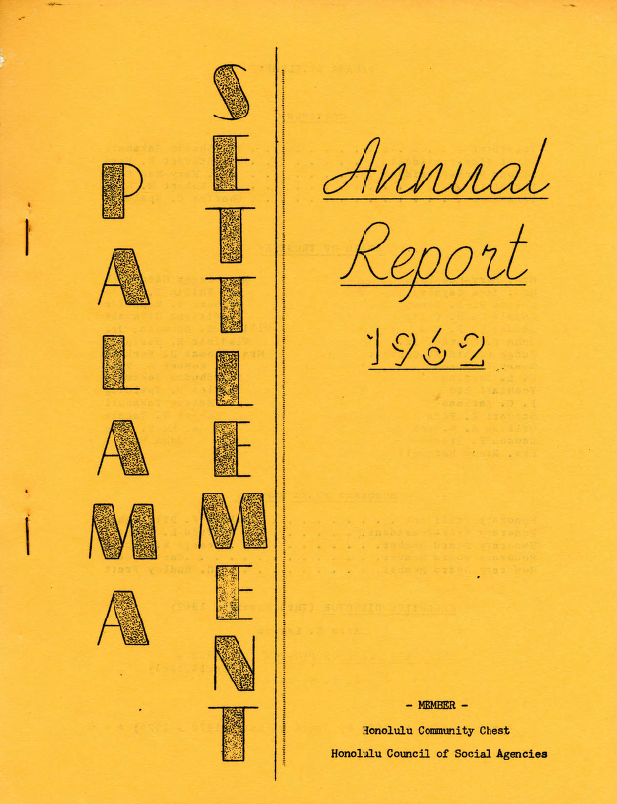 PALAMA
SETTLEMENT
Annual
Report
1962
- MEMBER -
Honolulu Community Chest
Honolulu Council of Social Agencies